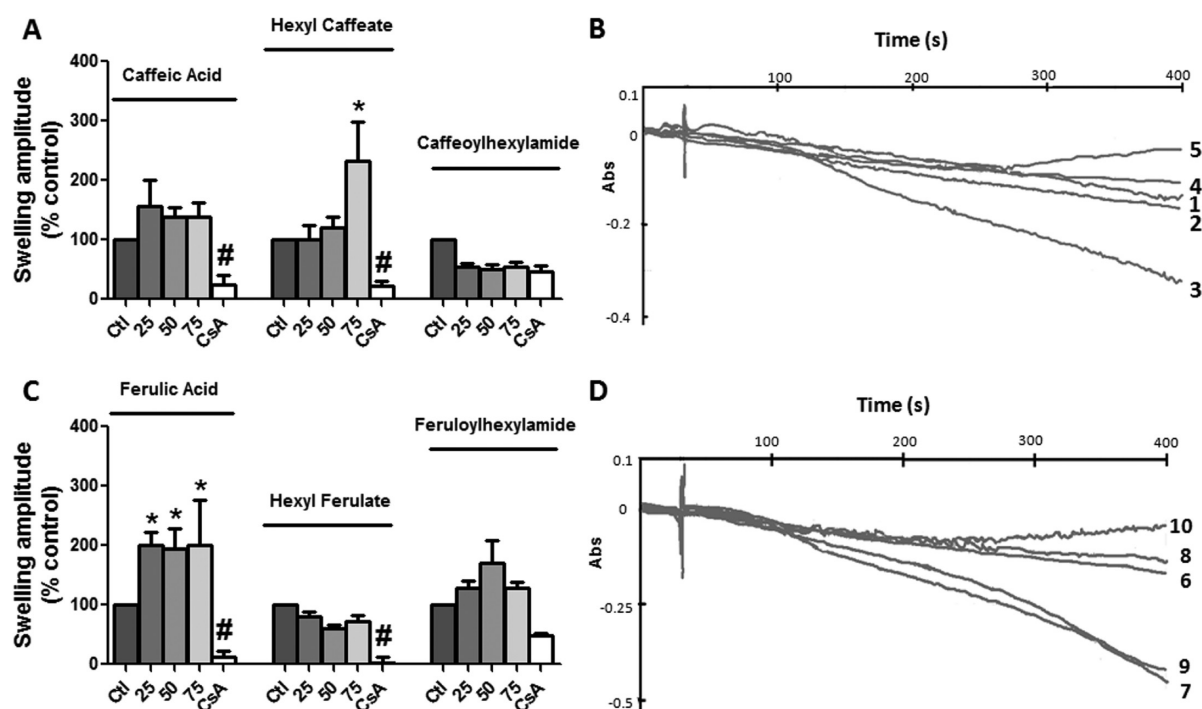 A
Hexyl Caffeate
Caffeic Acid
Caffeoylhexylamide
Swelling amplitude
(% control)
400
300
200
100
0
*
#
#
Ctl 25 50 75 CsA
Ctl 25 50 75 CsA
Ctl 25 50 75 CsA
B
Time (s)
100 200 300 400
Abs
0.1
0
-0.2
-0.4
5
4
1
2
3
C
Ferulic Acid
Hexyl Ferulate
Feruloylhexylamide
Swelling amplitude
(% control)
400
300
200
100
0
* * *
#
#
Ctl 25 50 75 CsA
Ctl 25 50 75 CsA
Ctl 25 50 75 CsA
D
Time (s)
100 200 300 400
Abs
0.1
0
-0.25
-0.5
10
8
6
9
7